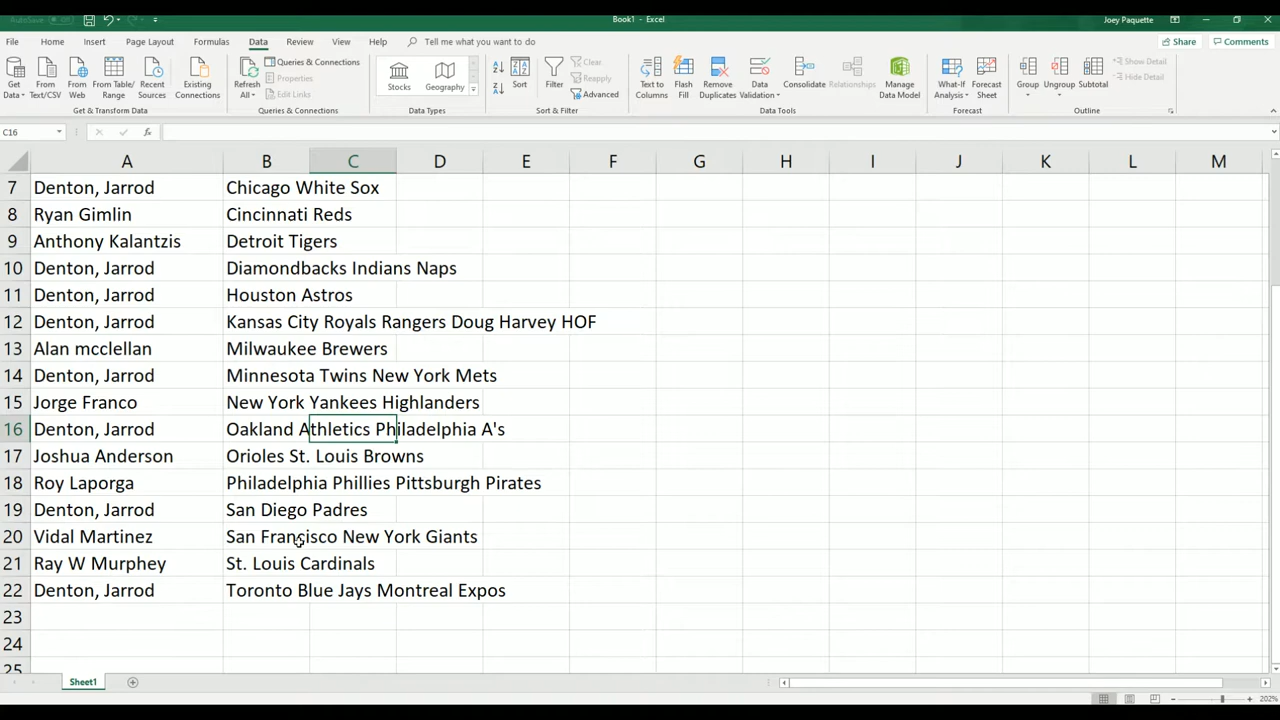 AutoSave Off
Book1 - Excel
Joey Paquette
File Home Insert Page Layout Formulas Data Review View Help Tell me what you want to do
Share Comments
Get Data
From Text/CSV
From Web
From Table/ Range
Recent Sources
Existing Connections
Get & Transform Data
Refresh All
Queries & Connections
Properties
Edit Links
Queries & Connections
Stocks
Geography
Data Types
Sort
Filter
Clear
Reapply
Advanced
Sort & Filter
Text to Columns
Flash Fill
Remove Duplicates
Data Validation
Consolidate
Relationships
Manage Data Model
Data Tools
What-If Analysis
Forecast Sheet
Forecast
Group
Ungroup
Subtotal
Show Detail
Hide Detail
Outline
C16 fx
A B C D E F G H I J K L M
7 Denton, Jarrod Chicago White Sox
8 Ryan Gimlin Cincinnati Reds
9 Anthony Kalantzis Detroit Tigers
10 Denton, Jarrod Diamondbacks Indians Naps
11 Denton, Jarrod Houston Astros
12 Denton, Jarrod Kansas City Royals Rangers Doug Harvey HOF
13 Alan mcclellan Milwaukee Brewers
14 Denton, Jarrod Minnesota Twins New York Mets
15 Jorge Franco New York Yankees Highlanders
16 Denton, Jarrod Oakland Athletics Philadelphia A's
17 Joshua Anderson Orioles St. Louis Browns
18 Roy Laporga Philadelphia Phillies Pittsburgh Pirates
19 Denton, Jarrod San Diego Padres
20 Vidal Martinez San Francisco New York Giants
21 Ray W Murphey St. Louis Cardinals
22 Denton, Jarrod Toronto Blue Jays Montreal Expos
23
24
25
Sheet1
202%